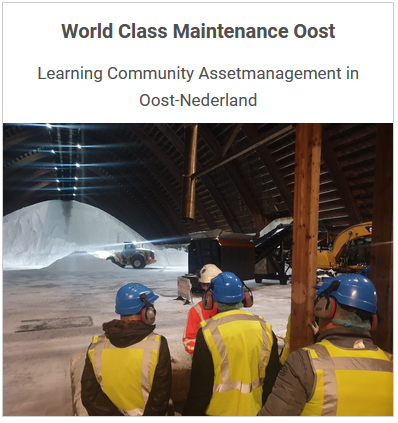 World Class Maintenance Oost
Learning Community Assetmanagement in
Oost-Nederland